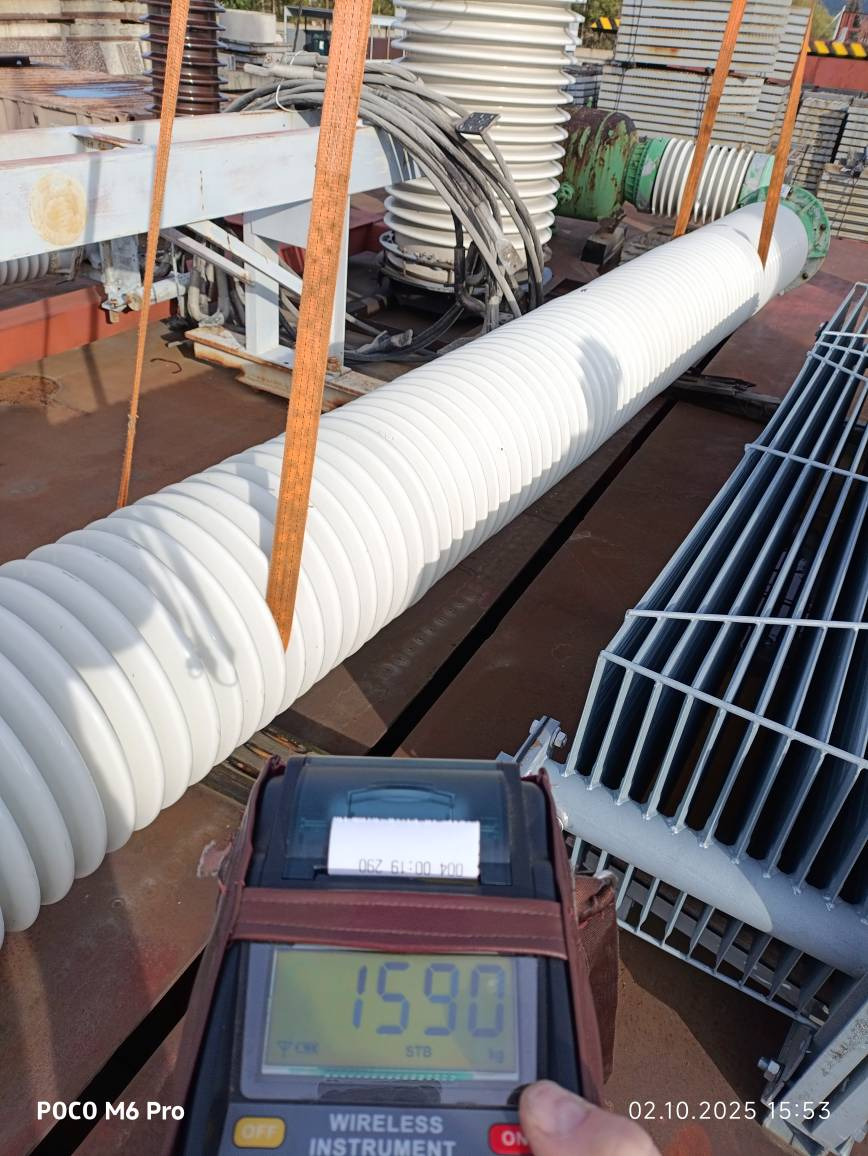 004 00:19 290
1590
STB
kg
OFF
WIRELESS
INSTRUMENT
ON
POCO M6 Pro
02.10.2025 15:53